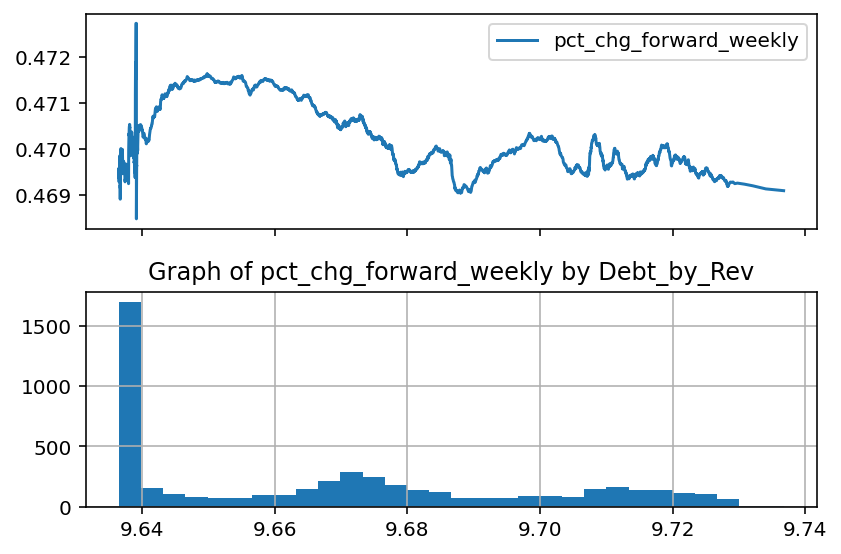 pct_chg_forward_weekly
0.472
0.471
0.470
0.469
Graph of pct_chg_forward_weekly by Debt_by_Rev
1500
1000
500
0
9.64 9.66 9.68 9.70 9.72 9.74